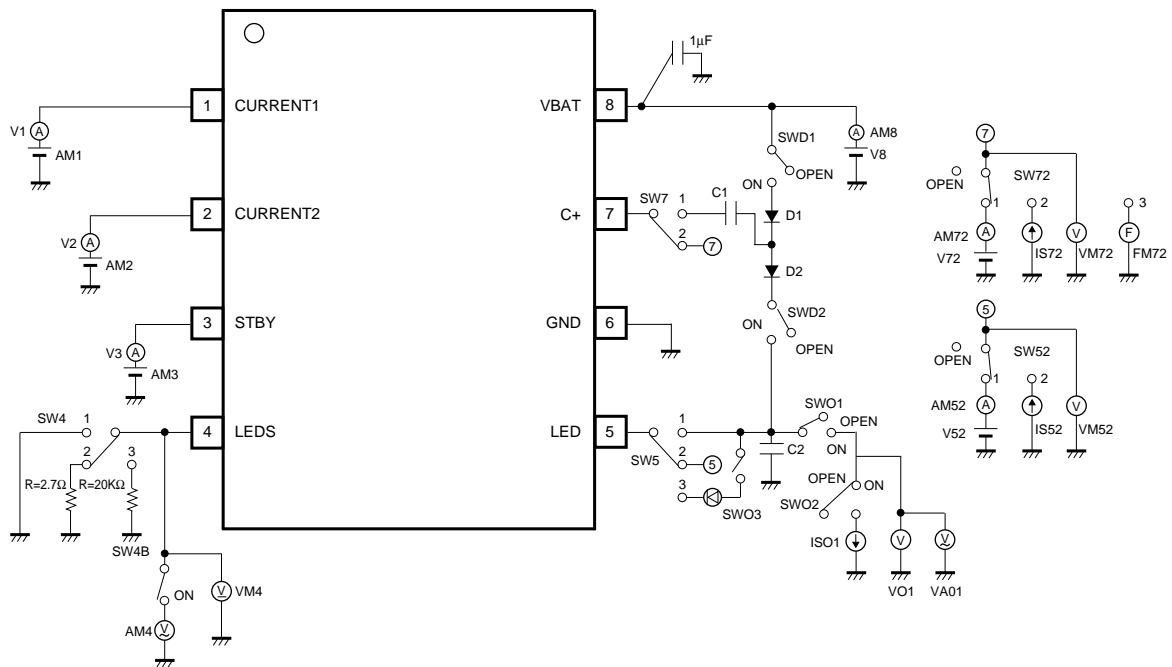 1μF
1 CURRENT1 VBAT 8
V1 A AM1
SWD1 OPEN ON
A AM8 V8
2 CURRENT2 C+ 7
V2 A AM2
SW7 1 2 7
C1 D1
D2
3 STBY GND 6
V3 A AM3
SWD2 ON OPEN
SW4 1 2 3
4 LEDS LED 5
R=2.7Ω R=20KΩ
SW5 1 2 5 3
SWO3
C2
SWO1 OPEN ON
OPEN ON
SWO2
ISO1
V VO1
V VA01
SW4B ON
V VM4
AM4 V
7
OPEN SW72
1 2 3
AM72 A V F
V72 IS72 VM72 FM72
5
OPEN SW52
1 2
AM52 A V
V52 IS52 VM52